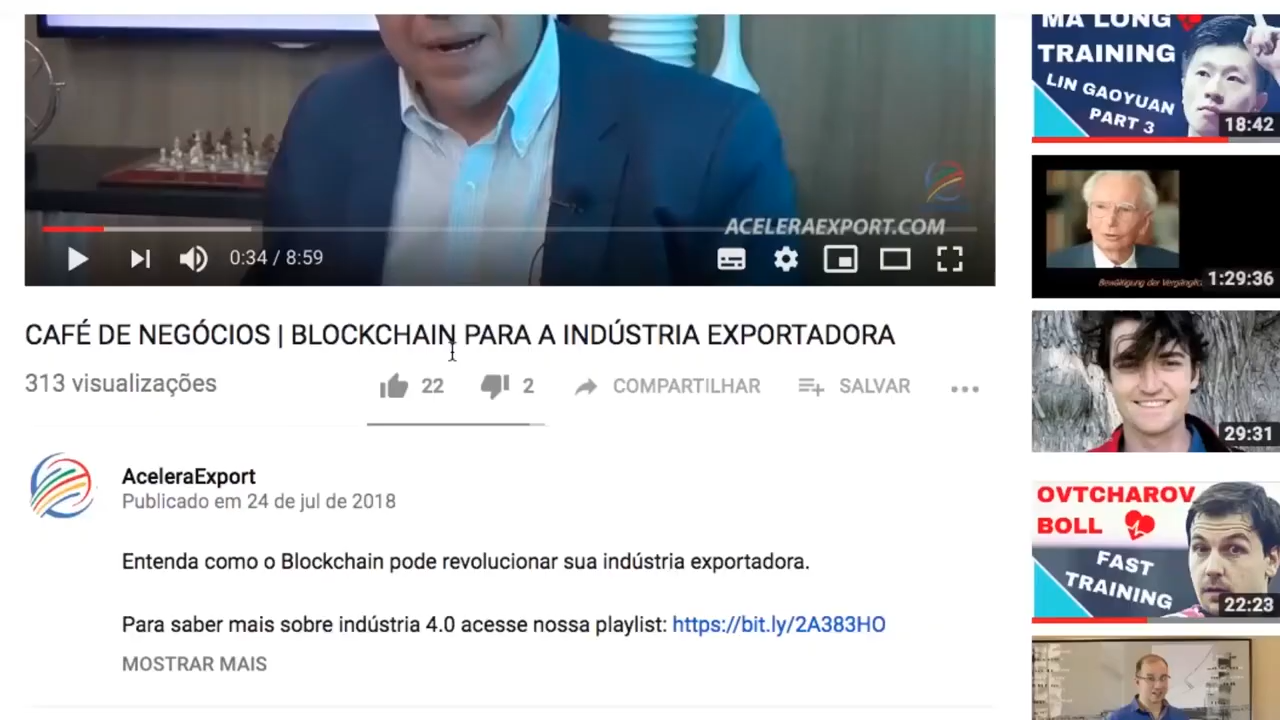 ACELERAEXPORT.COM
0:34 / 8:59
CAFÉ DE NEGÓCIOS | BLOCKCHAIN PARA A INDÚSTRIA EXPORTADORA
313 visualizações
22
2
COMPARTILHAR
SALVAR
AceleraExport
Publicado em 24 de jul de 2018
Entenda como o Blockchain pode revolucionar sua indústria exportadora.
Para saber mais sobre indústria 4.0 acesse nossa playlist: https://bit.ly/2A383HO
MOSTRAR MAIS
MA LONG
TRAINING
LIN GAOYUAN
PART 3
18:42
Bewältigung der
1:29:36
29:31
OVTCHAROV
BOLL
FAST
TRAINING
22:23